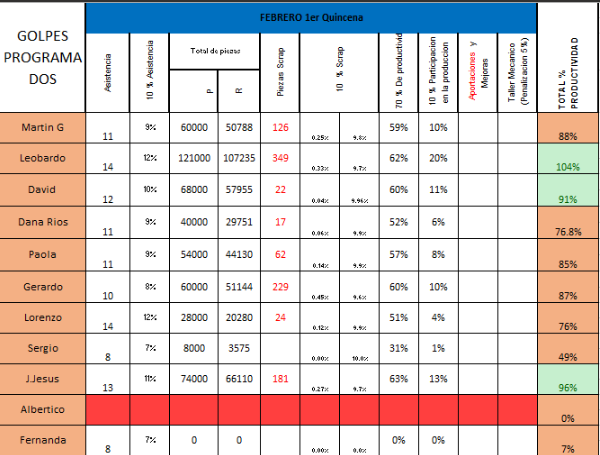 FEBRERO 1er Quincena
GOLPES
PROGRAMA
DOS
Asistencia
10 % Asistencia
Total de piezas
P
R
Piezas Scrap
10 % Scrap
70 % De productivid
10 % Participacion
en la produccion
Aportaciones y
Mejoras
Taller Mecanico
(Penalizacion 5%)
TOTAL %
PRODUCTIVIDAD
Martin G 11 9% 60000 50788 126 0.25% 9.8% 59% 10% 88%
Leobardo 14 12% 121000 107235 349 0.33% 9.7% 62% 20% 104%
David 12 10% 68000 57955 22 0.04% 9.96% 60% 11% 91%
Dana Rios 11 9% 40000 29751 17 0.06% 9.9% 52% 6% 76.8%
Paola 11 9% 54000 44130 62 0.14% 9.9% 57% 8% 85%
Gerardo 10 8% 60000 51144 229 0.45% 9.6% 60% 10% 87%
Lorenzo 14 12% 28000 20280 24 0.12% 9.9% 51% 4% 76%
Sergio 8 7% 8000 3575 0.00% 10.0% 31% 1% 49%
J.Jesus 13 11% 74000 66110 181 0.27% 9.7% 63% 13% 96%
Albertico 0%
Fernanda 8 7% 0 0 0.00% 0.0% 0% 0% 7%